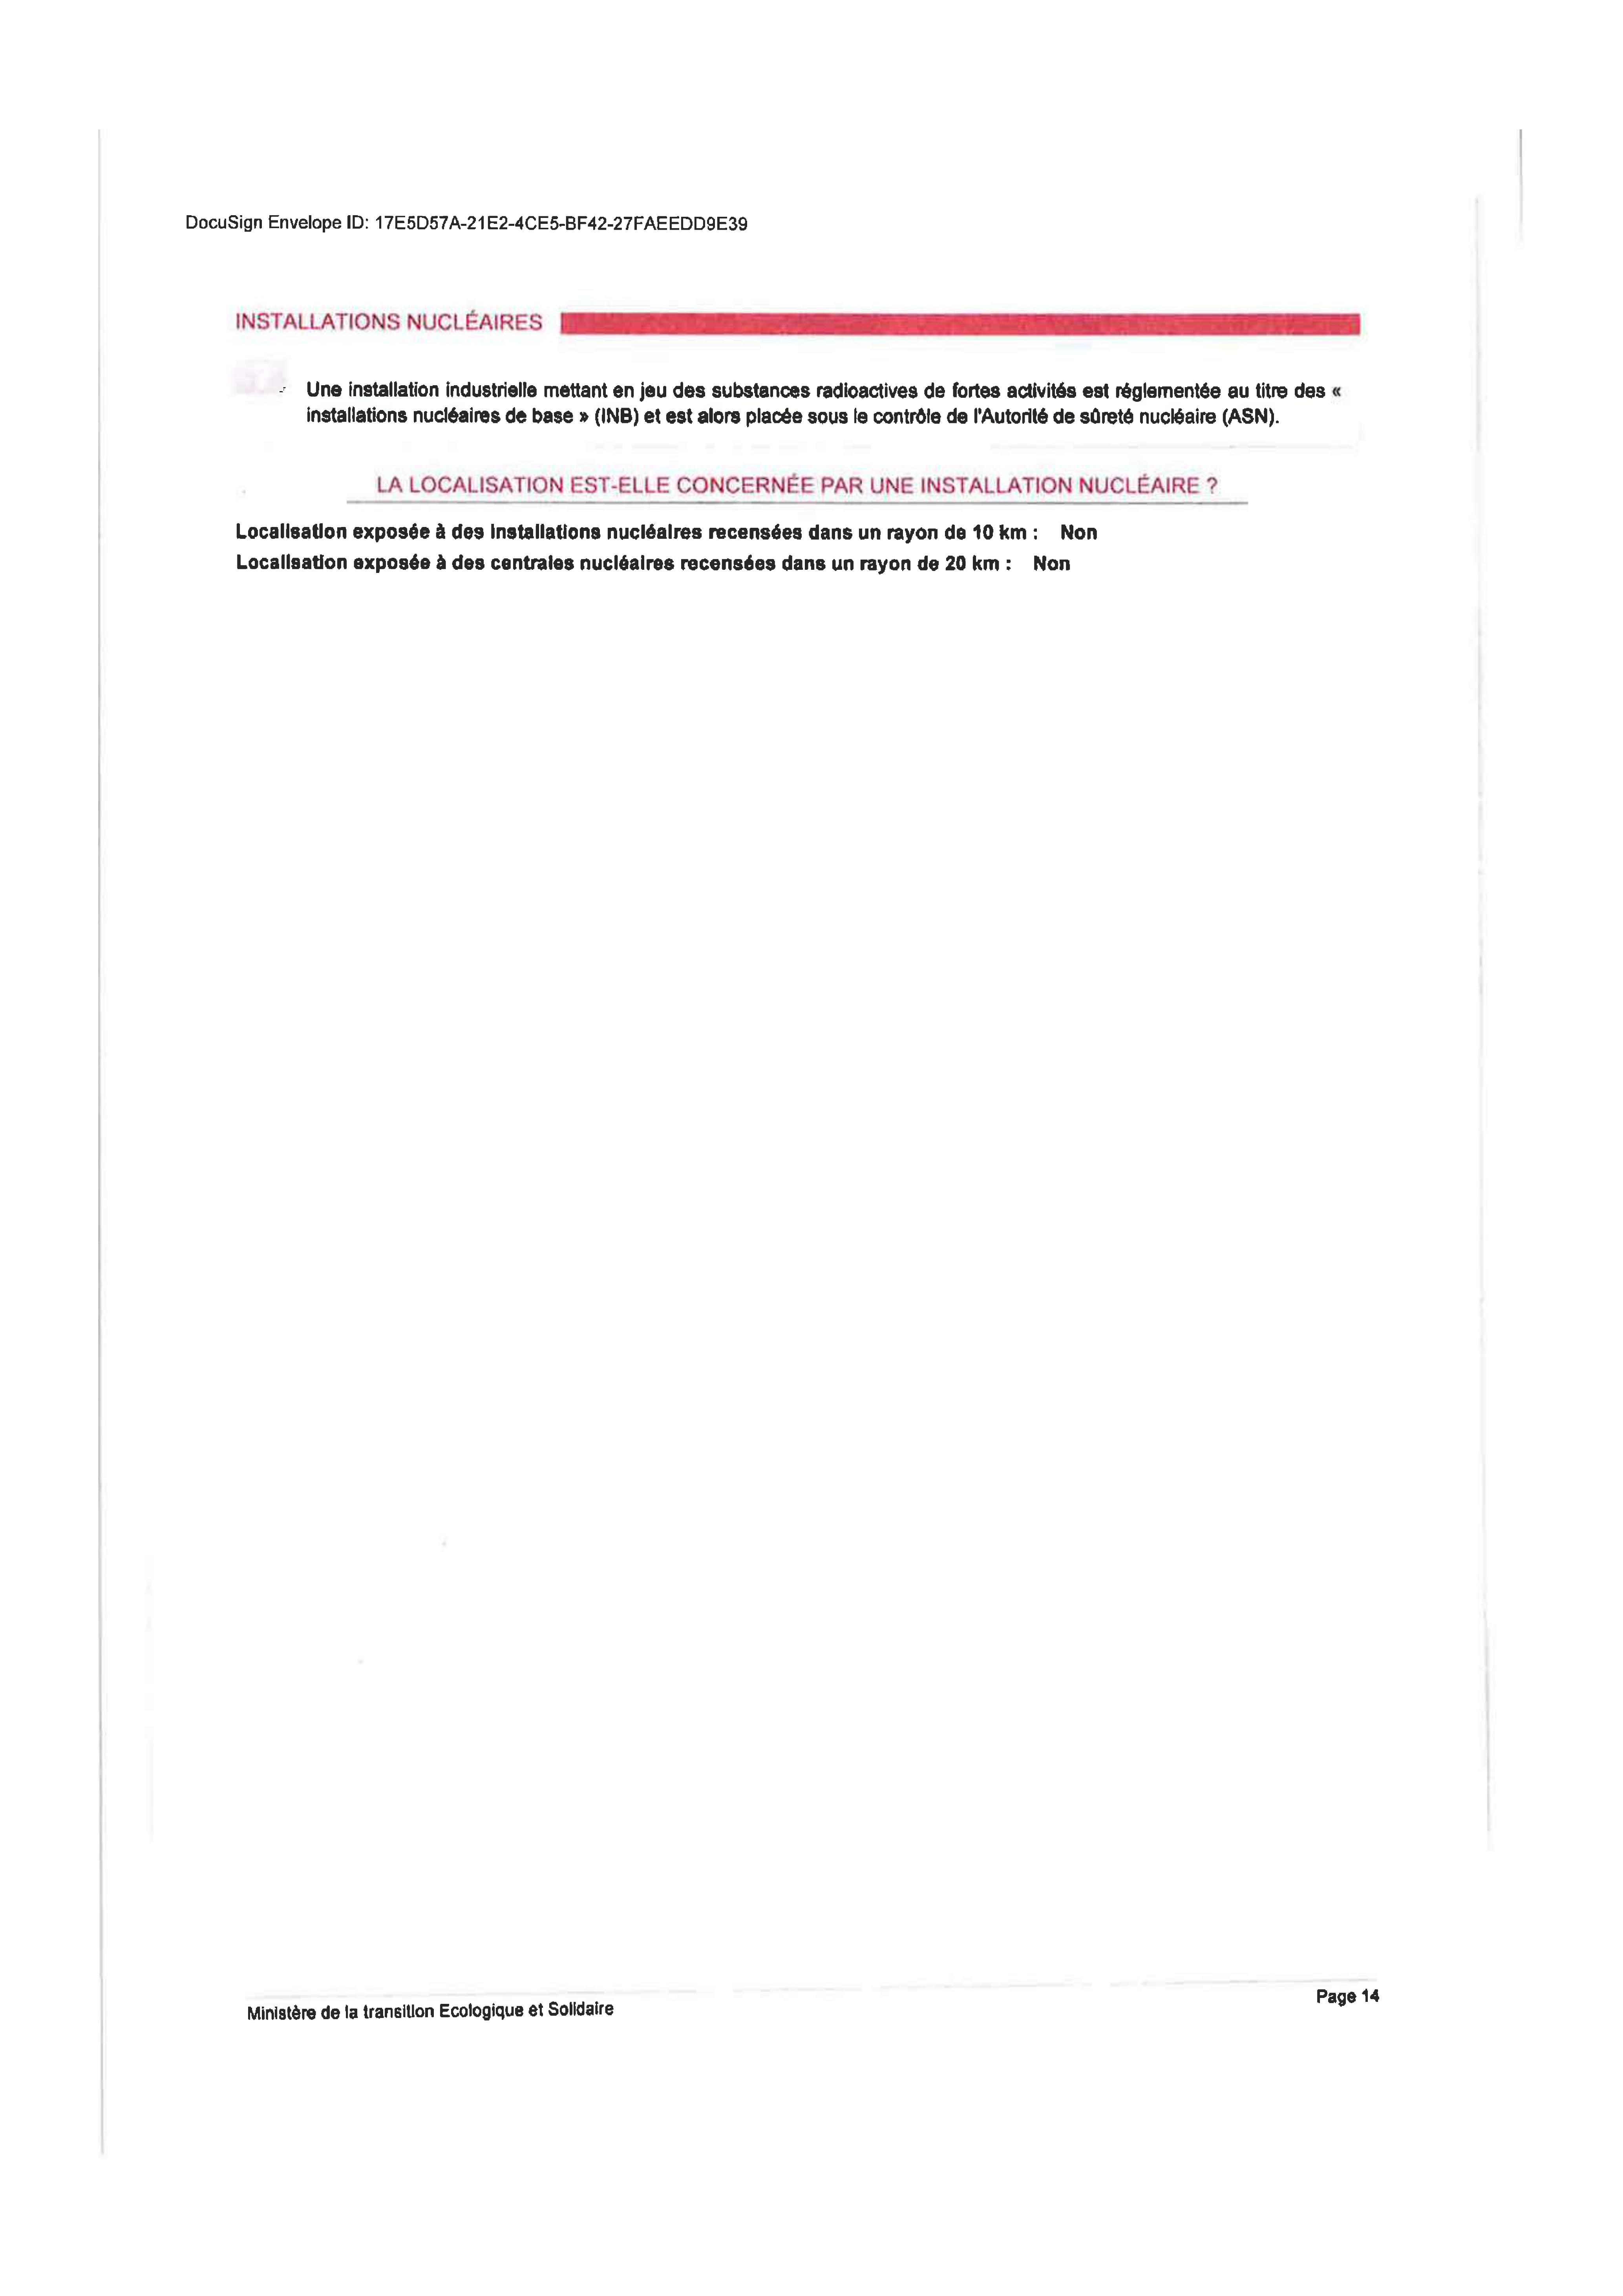 DocuSign Envelope ID: 17E5D57A-21E2-4CE5-BF42-27FAEEDD9E39
INSTALLATIONS NUCLÉAIRES
Une installation industrielle mettant en jeu des substances radioactives de fortes activités est réglementée au titre des «
installations nucléaires de base » (INB) et est alors placée sous le contrôle de l'Autorité de sûreté nucléaire (ASN).
LA LOCALISATION EST-ELLE CONCERNÉE PAR UNE INSTALLATION NUCLÉAIRE ?
Localisation exposée à des installations nucléaires recensées dans un rayon de 10 km : Non
Localisation exposée à des centrales nucléaires recensées dans un rayon de 20 km : Non
Ministère de la transition Ecologique et Solidaire
Page 14